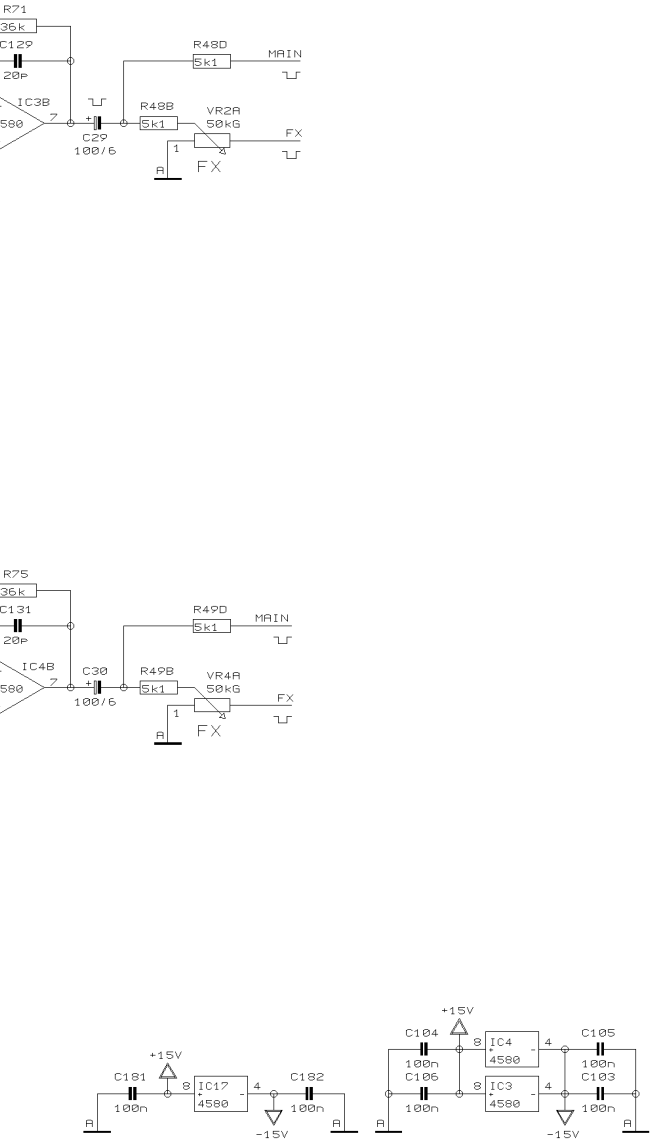 R71
36k
C129
20p
IC3B
7
580
+
C29
100/6
R48D
5k1
MAIN
R48B
5k1
VR2A
50kG
FX
1
A
FX
R75
36k
C131
20p
IC4B
7
580
C30
+
100/6
R49D
5k1
MAIN
R49B
5k1
VR4A
50kG
FX
1
A
FX
+15V
C181
100n
8 IC17 4
+ -
4580
C182
100n
A
-15V
A
+15V
C104
100n
8 IC4 4
+ -
4580
C105
100n
C106
100n
8 IC3 4
+ -
4580
C103
100n
A
-15V
A